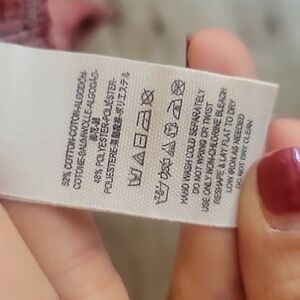 52% COTTON-COTON-ALGODÓN-
COTONE-BAUMWOLLE-ALGODÃO-
48% POLYESTER-POLIÉSTER-
HAND WASH COLD SEPARATELY
DO NOT WRING OR TWIST
USE ONLY NON-CHLORINE BLEACH
RESHAPE & LAY FLAT TO DRY
LOW IRON AS NEEDED
DO NOT DRY CLEAN